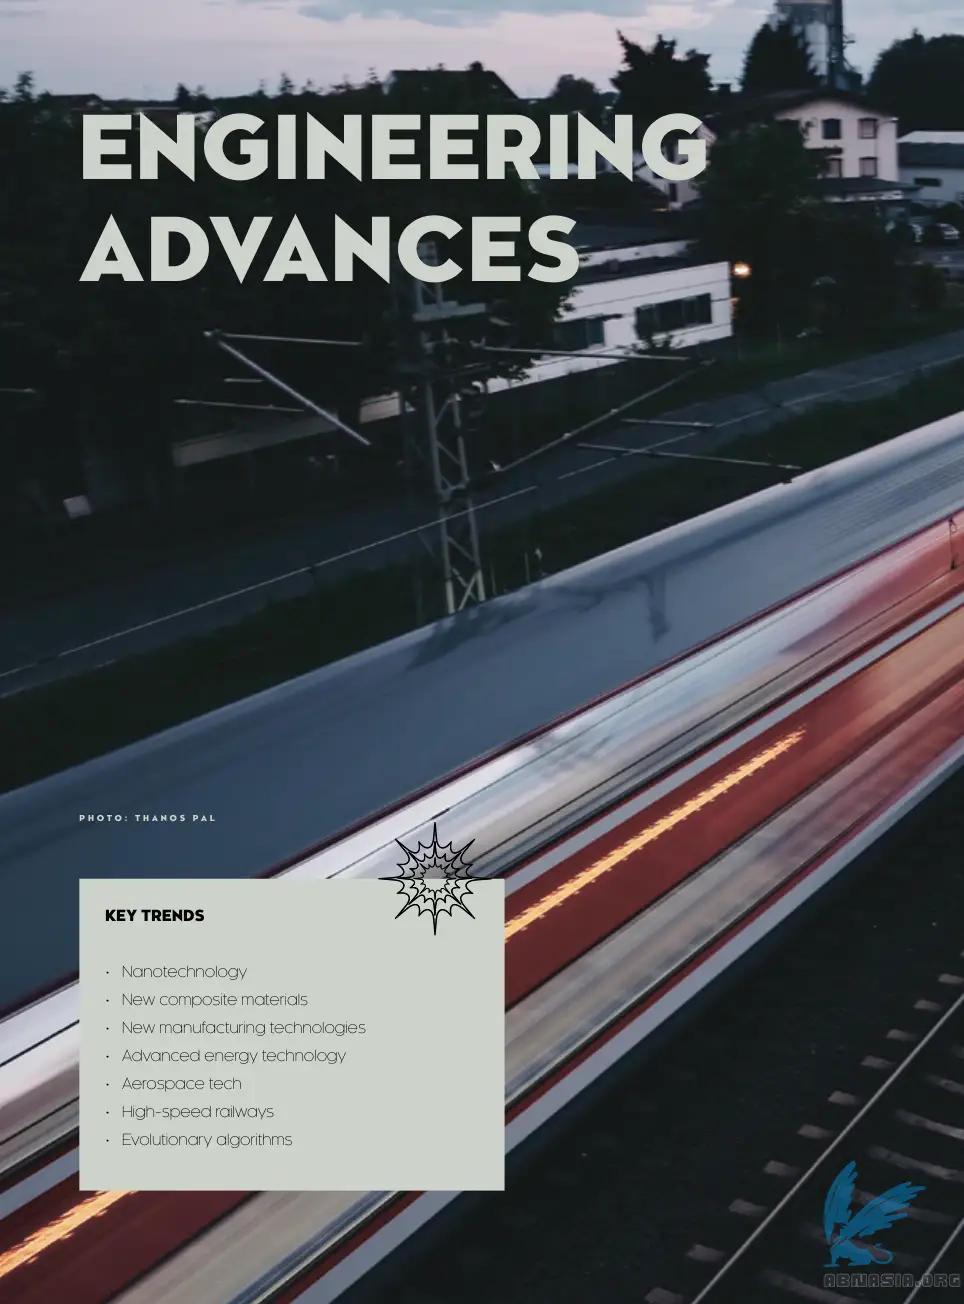 ENGINEERING
ADVANCES
PHOTO: THANOS PAL
KEY TRENDS
• Nanotechnology
• New composite materials
• New manufacturing technologies
• Advanced energy technology
• Aerospace tech
• High-speed railways
• Evolutionary algorithms
ABNASIA.ORG